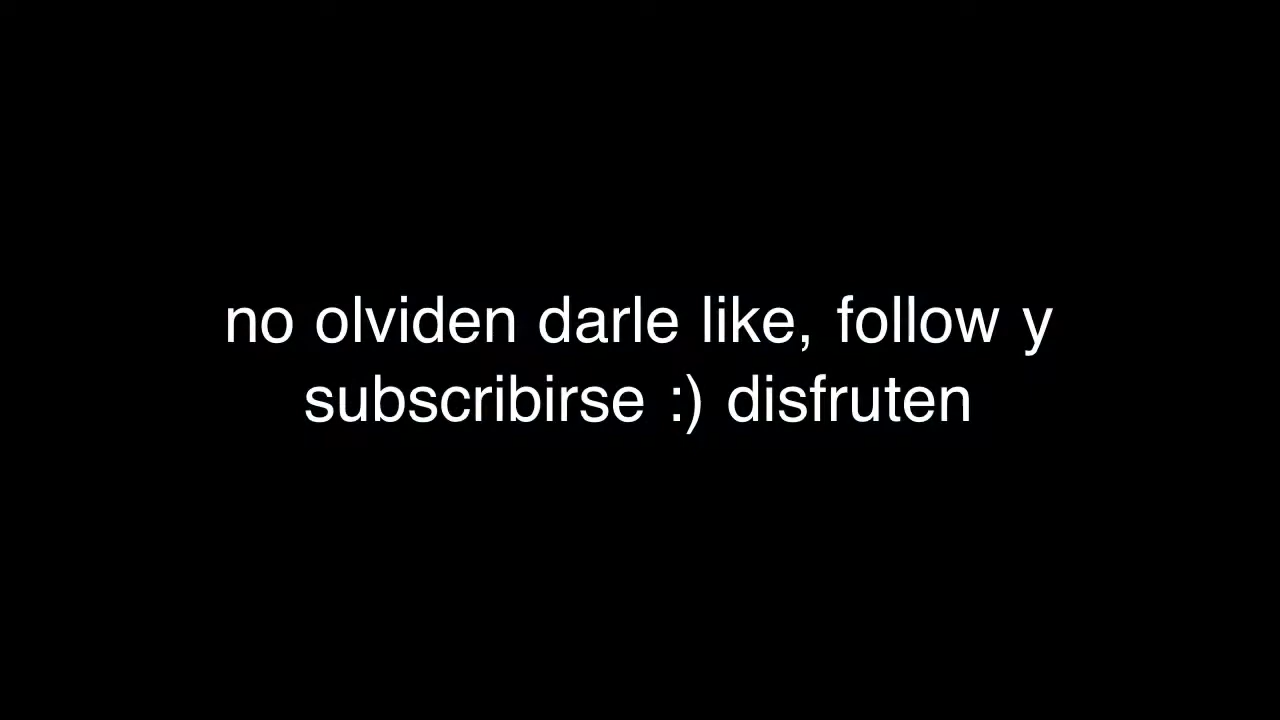 no olviden darle like, follow y
subscribirse :) disfruten